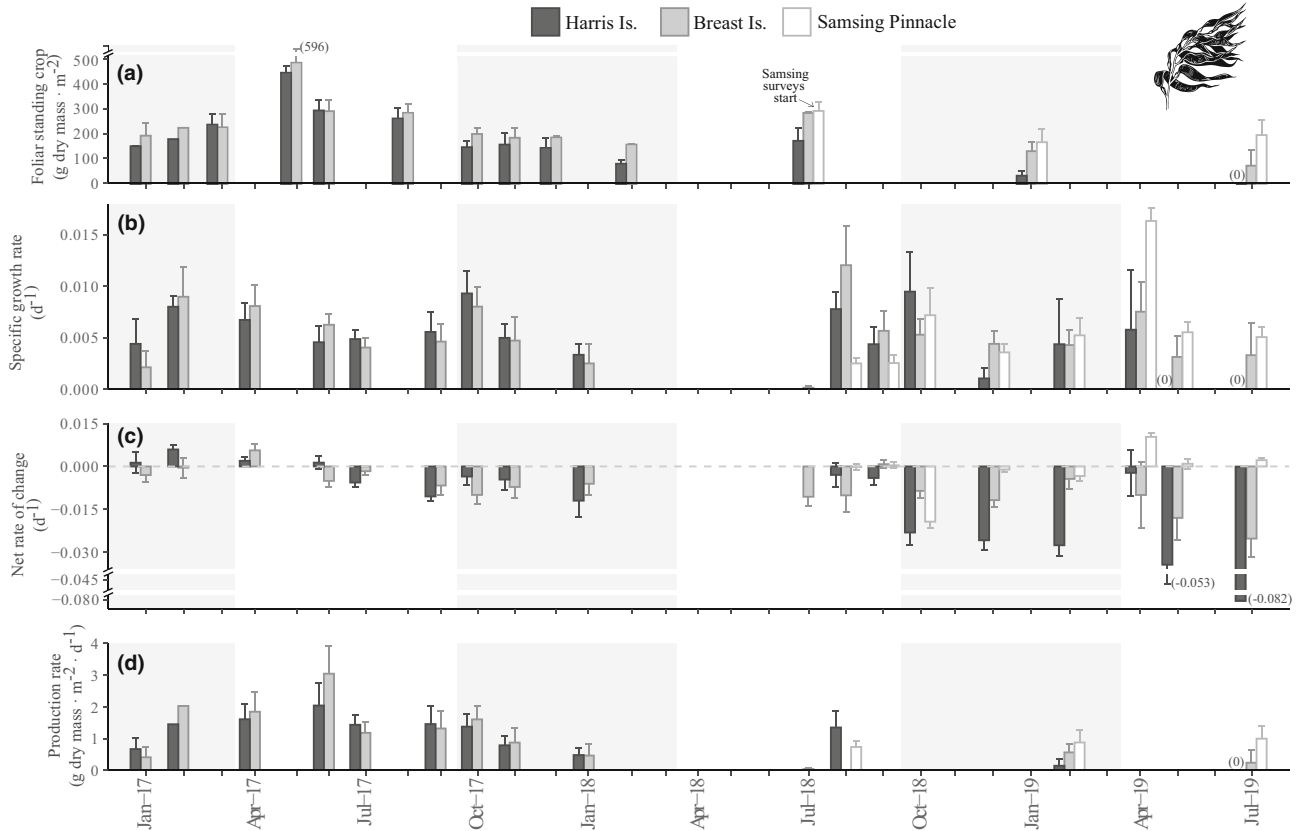 Harris Is. Breast Is. Samsing Pinnacle
(a)
Foliar standing crop
(g dry mass · m-2)
500
400
300
200
100
0
(596)
Samsing
surveys
start
(0)
(b)
Specific growth rate
(d-1)
0.015
0.010
0.005
0.000
(0)
(0)
(c)
Net rate of change
(d-1)
0.015
0.000
−0.015
−0.030
−0.045
−0.080
(-0.053)
(-0.082)
(d)
Production rate
(g dry mass · m-2 · d-1)
4
3
2
1
0
(0)
Jan–17
Apr–17
Jul–17
Oct–17
Jan–18
Apr–18
Jul–18
Oct–18
Jan–19
Apr–19
Jul–19